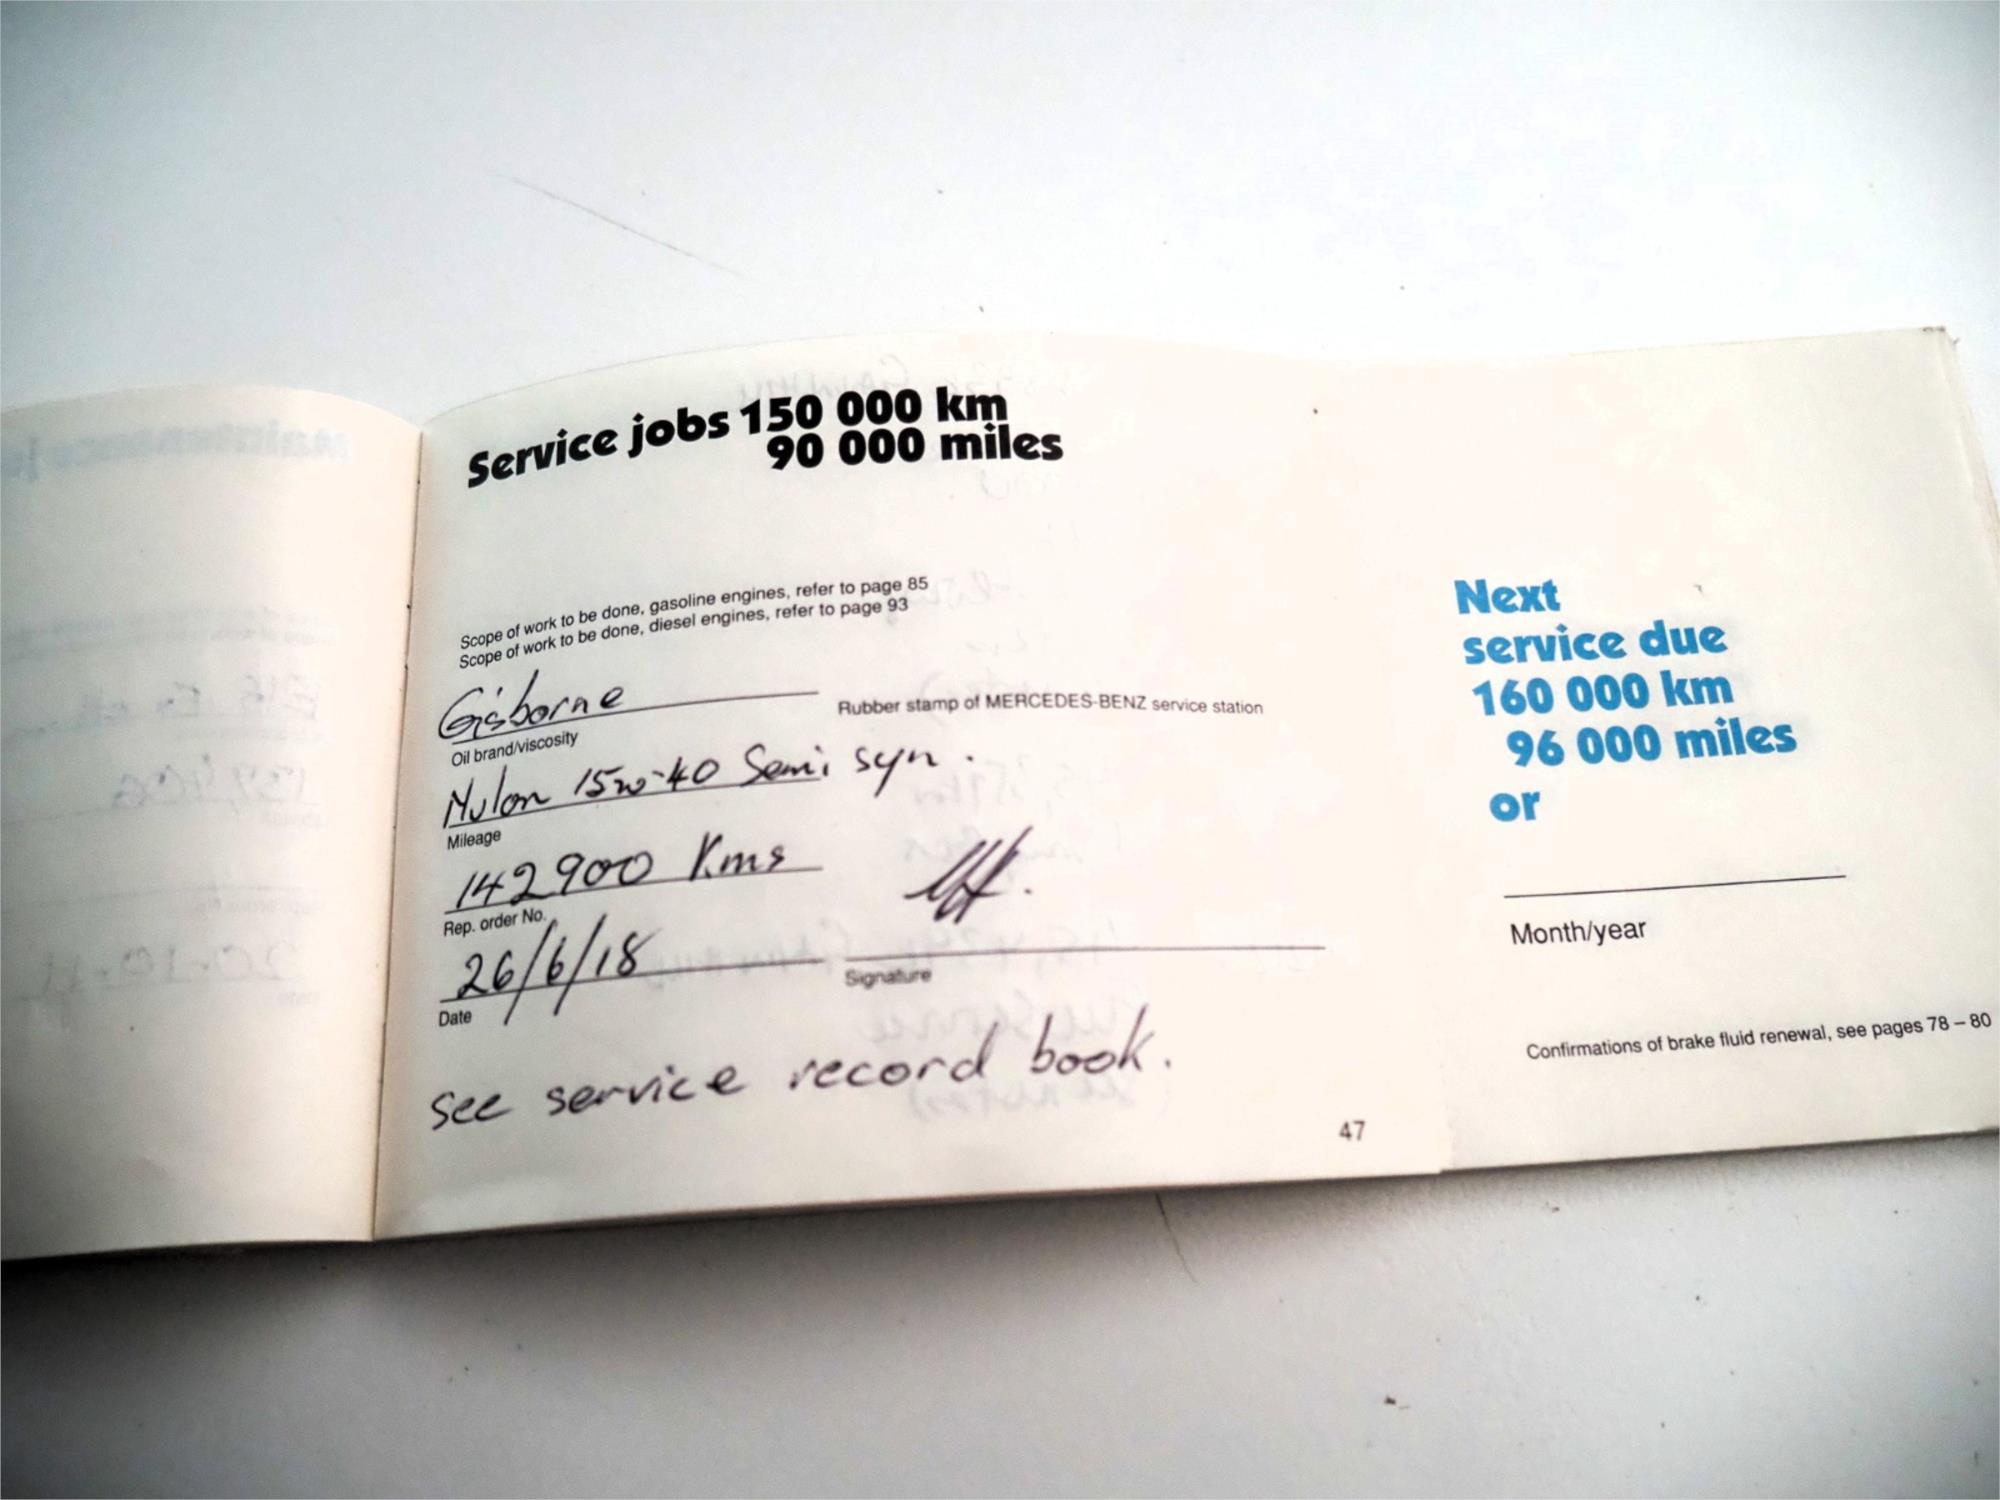 Service jobs 150 000 km
90 000 miles
Scope of work to be done, gasoline engines, refer to page 85
Scope of work to be done, diesel engines, refer to page 93
Gisborne
Oil brand/viscosity
Rubber stamp of MERCEDES-BENZ service station
Nulon 15w-40 Semi syn.
Mileage
142900 Kms
Rep. order No.
26/6/18
Date
Signature
see service record book.
47
Next
service due
160 000 km
96 000 miles
or
Month/year
Confirmations of brake fluid renewal, see pages 78 – 80